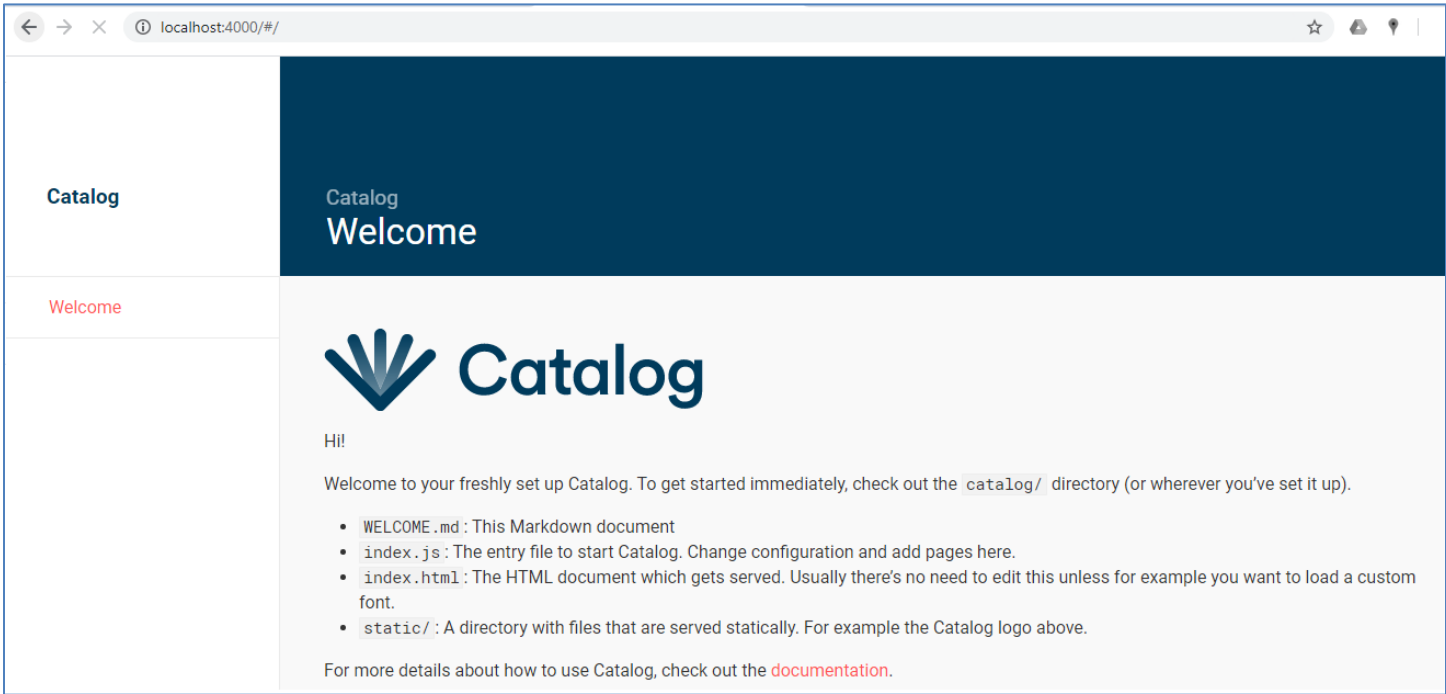 localhost:4000/#/
Catalog
Catalog
Welcome
Welcome
Catalog
Hi!
Welcome to your freshly set up Catalog. To get started immediately, check out the catalog/ directory (or wherever you’ve set it up).
• WELCOME.md: This Markdown document
• index.js: The entry file to start Catalog. Change configuration and add pages here.
• index.html: The HTML document which gets served. Usually there’s no need to edit this unless for example you want to load a custom
font.
• static/: A directory with files that are served statically. For example the Catalog logo above.
For more details about how to use Catalog, check out the documentation.